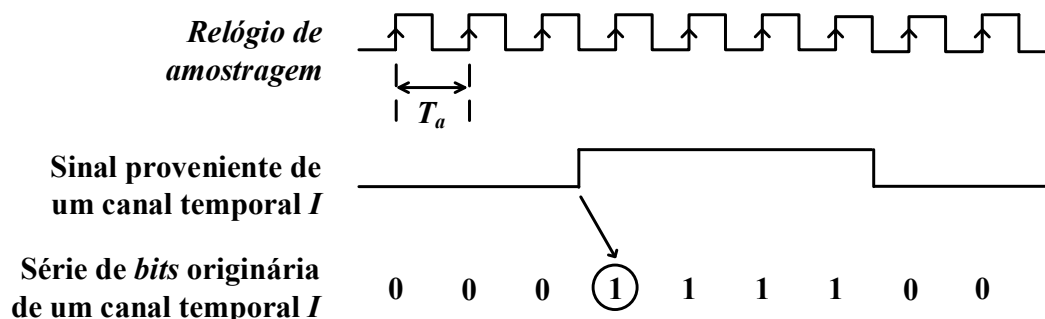 Relógio de
amostragem
Ta
Sinal proveniente de
um canal temporal I
Série de bits originária
de um canal temporal I
0 0 0 1 1 1 1 0 0